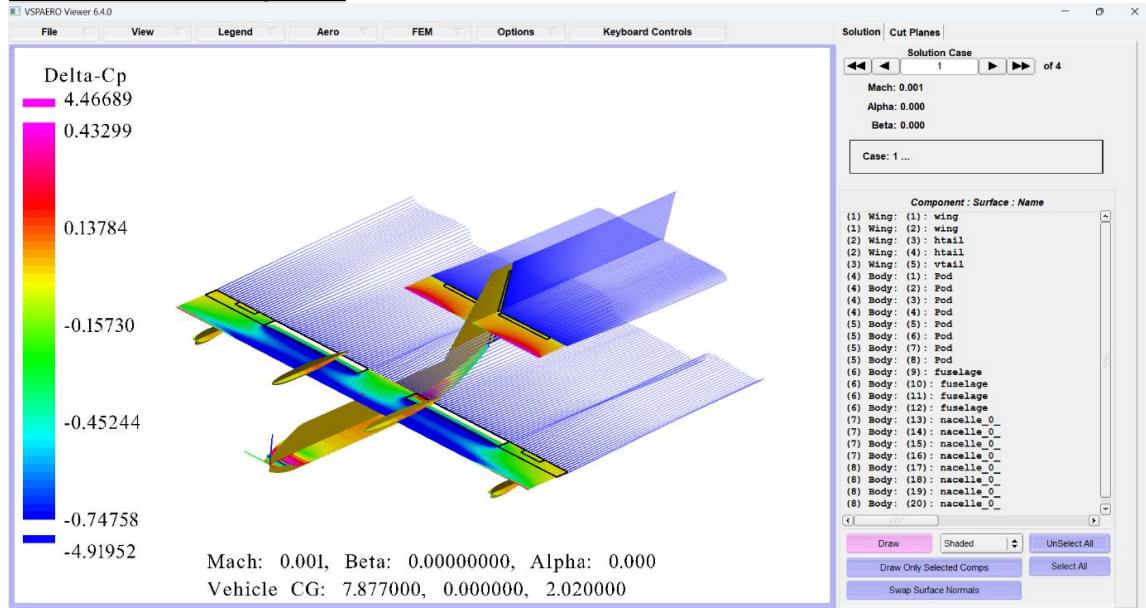 VSPAERO Viewer 6.4.0
File View Legend Aero FEM Options Keyboard Controls
Delta-Cp
4.46689
0.43299
0.13784
-0.15730
-0.45244
-0.74758
-4.91952
Mach: 0.001, Beta: 0.00000000, Alpha: 0.000
Vehicle CG: 7.877000, 0.000000, 2.020000
Solution Cut Planes
Solution Case
1 of 4
Mach: 0.001
Alpha: 0.000
Beta: 0.000
Case: 1 ...
Component : Surface : Name
(1) Wing: (1): wing
(1) Wing: (2): wing
(2) Wing: (3): htail
(2) Wing: (4): htail
(3) Wing: (5): vtail
(4) Body: (1): Pod
(4) Body: (2): Pod
(4) Body: (3): Pod
(4) Body: (4): Pod
(5) Body: (5): Pod
(5) Body: (6): Pod
(5) Body: (7): Pod
(5) Body: (8): Pod
(6) Body: (9): fuselage
(6) Body: (10): fuselage
(6) Body: (11): fuselage
(6) Body: (12): fuselage
(7) Body: (13): nacelle_0_
(7) Body: (14): nacelle_0_
(7) Body: (15): nacelle_0_
(7) Body: (16): nacelle_0_
(8) Body: (17): nacelle_0_
(8) Body: (18): nacelle_0_
(8) Body: (19): nacelle_0_
(8) Body: (20): nacelle_0_
Draw Shaded UnSelect All
Draw Only Selected Comps Select All
Swap Surface Normals